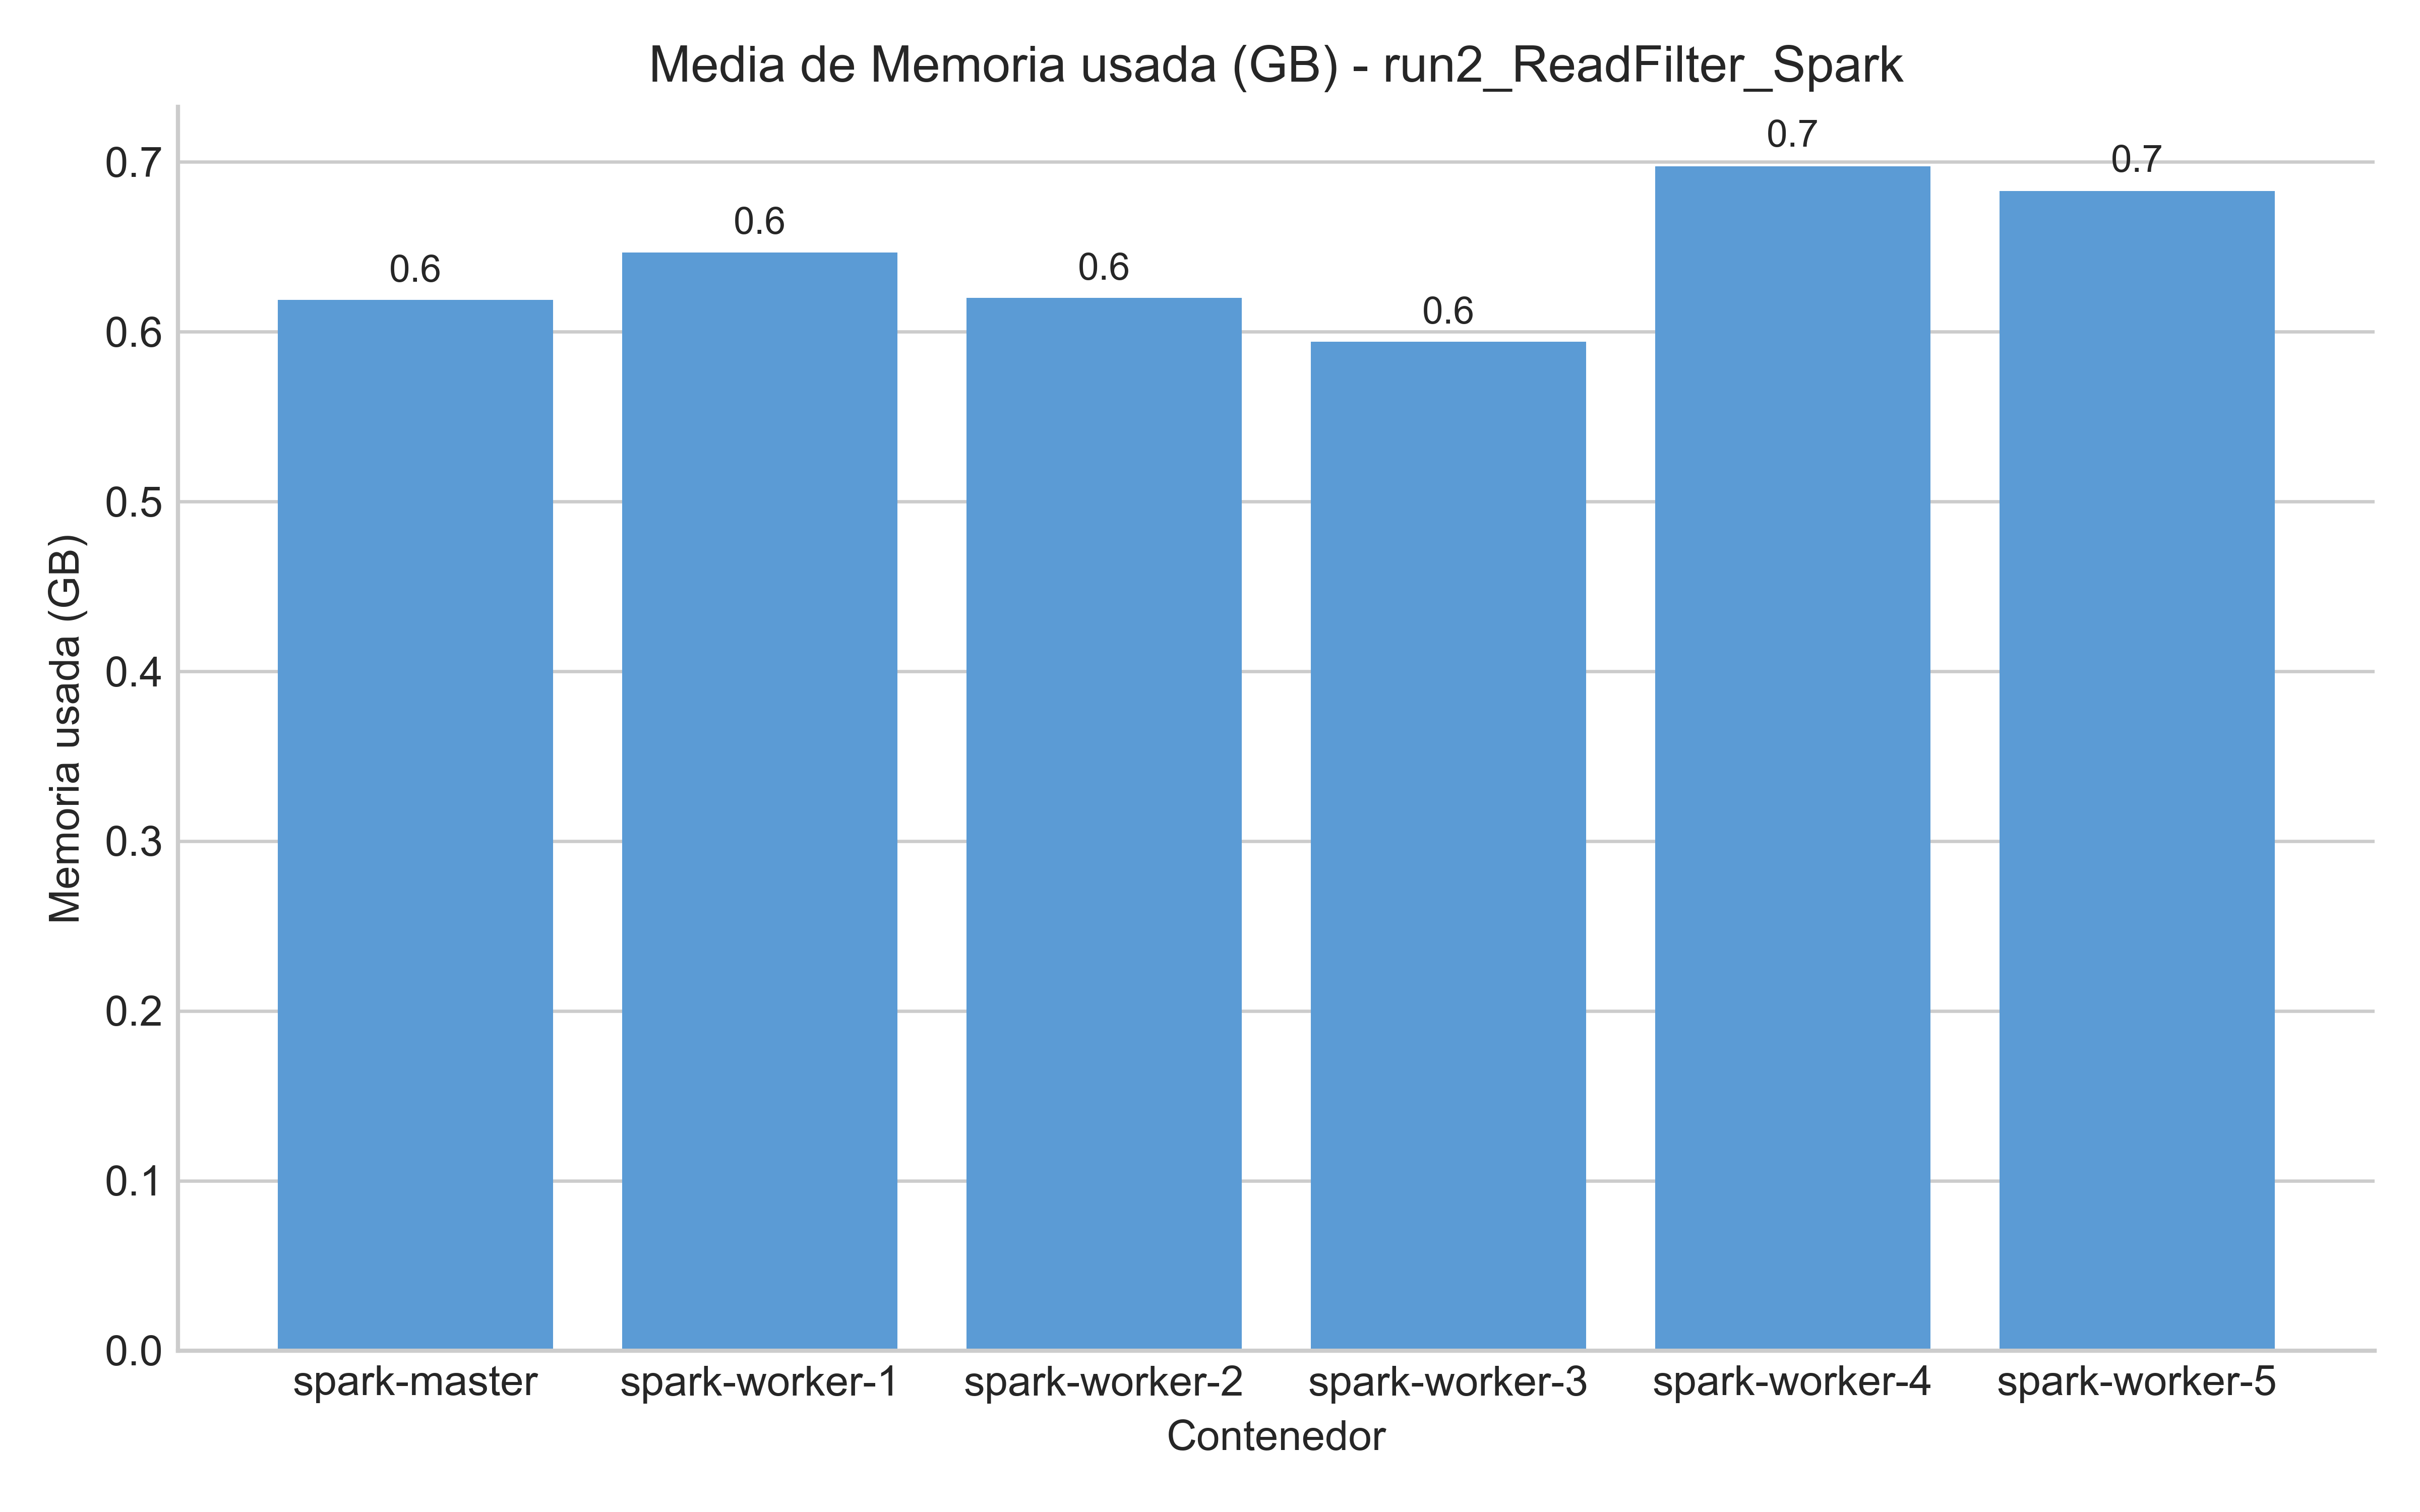 Media de Memoria usada (GB) - run2_ReadFilter_Spark
Memoria usada (GB)
0.7
0.6
0.5
0.4
0.3
0.2
0.1
0.0
0.6
0.6
0.6
0.6
0.7
0.7
spark-master
spark-worker-1
spark-worker-2
spark-worker-3
spark-worker-4
spark-worker-5
Contenedor